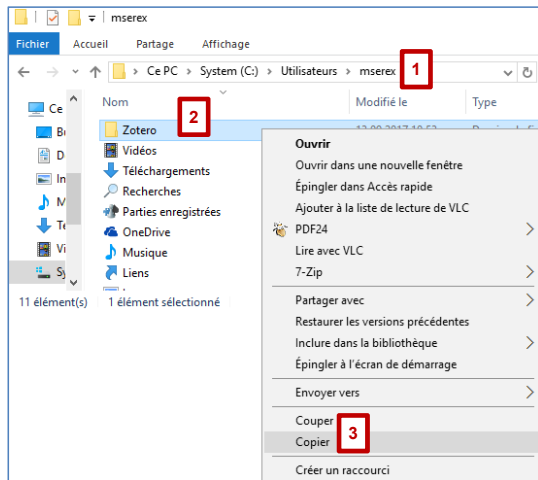 mserex
Fichier Accueil Partage Affichage
Ce PC > System (C:) > Utilisateurs > mserex
1
Ce
Nom Modifié le Type
2
Zotero
Vidéos
Téléchargements
Recherches
Parties enregistrées
OneDrive
Musique
Liens
11 élément(s) 1 élément sélectionné
Ouvrir
Ouvrir dans une nouvelle fenêtre
Épingler dans Accès rapide
Ajouter à la liste de lecture de VLC
PDF24
Lire avec VLC
7-Zip
Partager avec
Restaurer les versions précédentes
Inclure dans la bibliothèque
Épingler à l'écran de démarrage
Envoyer vers
Couper
Copier
3
Créer un raccourci